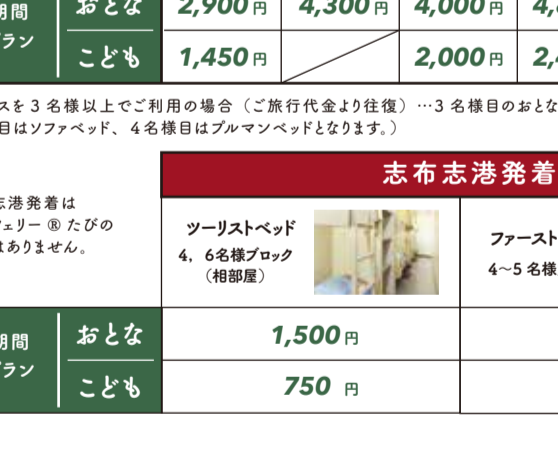 期間 おとな 2,900円 4,300円 4,000円
プラン こども 1,450円 2,000円
スを3名様以上でご利用の場合（ご旅行代金より往復）…3名様目のおとな
目はソファベッド、4名様目はプルマンベッドとなります。）
志布志港発着
志港発着は
フェリー®たびの
はありません。
ツーリストベッド
4，6名様ブロック
（相部屋）
ファースト
4〜5名様
期間 おとな 1,500円
プラン こども 750円